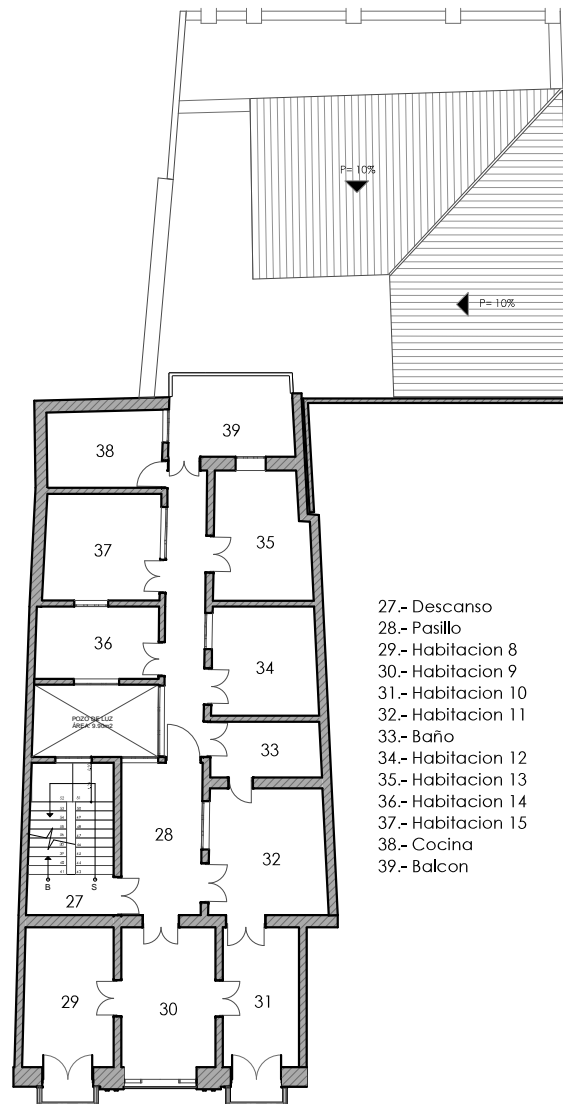 P= 10%
P= 10%
39
38
35
37
36
34
POZO DE LUZ
ÁREA: 9.90m2
33
28
32
27
B
S
29
30
31
27.- Descanso
28.- Pasillo
29.- Habitacion 8
30.- Habitacion 9
31.- Habitacion 10
32.- Habitacion 11
33.- Baño
34.- Habitacion 12
35.- Habitacion 13
36.- Habitacion 14
37.- Habitacion 15
38.- Cocina
39.- Balcon